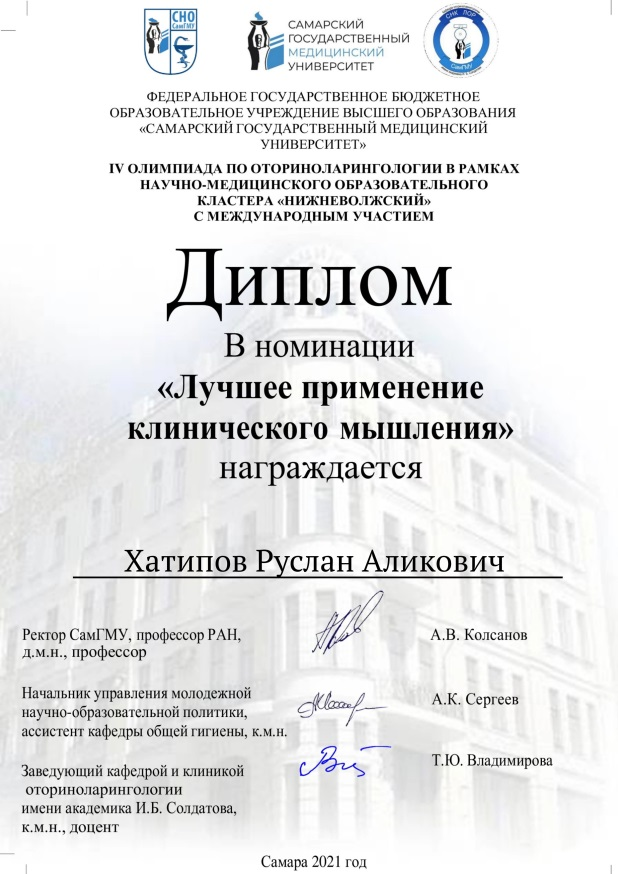 СНО
СамГМУ
САМАРСКИЙ
ГОСУДАРСТВЕННЫЙ
МЕДИЦИНСКИЙ
УНИВЕРСИТЕТ
СНК ЛОР
СамГМУ
ФЕДЕРАЛЬНОЕ ГОСУДАРСТВЕННОЕ БЮДЖЕТНОЕ
ОБРАЗОВАТЕЛЬНОЕ УЧРЕЖДЕНИЕ ВЫСШЕГО ОБРАЗОВАНИЯ
«САМАРСКИЙ ГОСУДАРСТВЕННЫЙ МЕДИЦИНСКИЙ
УНИВЕРСИТЕТ»
IV ОЛИМПИАДА ПО ОТОРИНОЛАРИНГОЛОГИИ В РАМКАХ
НАУЧНО-МЕДИЦИНСКОГО ОБРАЗОВАТЕЛЬНОГО
КЛАСТЕРА «НИЖНЕВОЛЖСКИЙ»
С МЕЖДУНАРОДНЫМ УЧАСТИЕМ
Диплом
В номинации
«Лучшее применение
клинического мышления»
награждается
Хатипов Руслан Аликович
Ректор СамГМУ, профессор РАН,
д.м.н., профессор
А.В. Колсанов
Начальник управления молодежной
научно-образовательной политики,
ассистент кафедры общей гигиены, к.м.н.
А.К. Сергеев
Заведующий кафедрой и клиникой
оториноларингологии
имени академика И.Б. Солдатова,
к.м.н., доцент
Т.Ю. Владимирова
Самара 2021 год